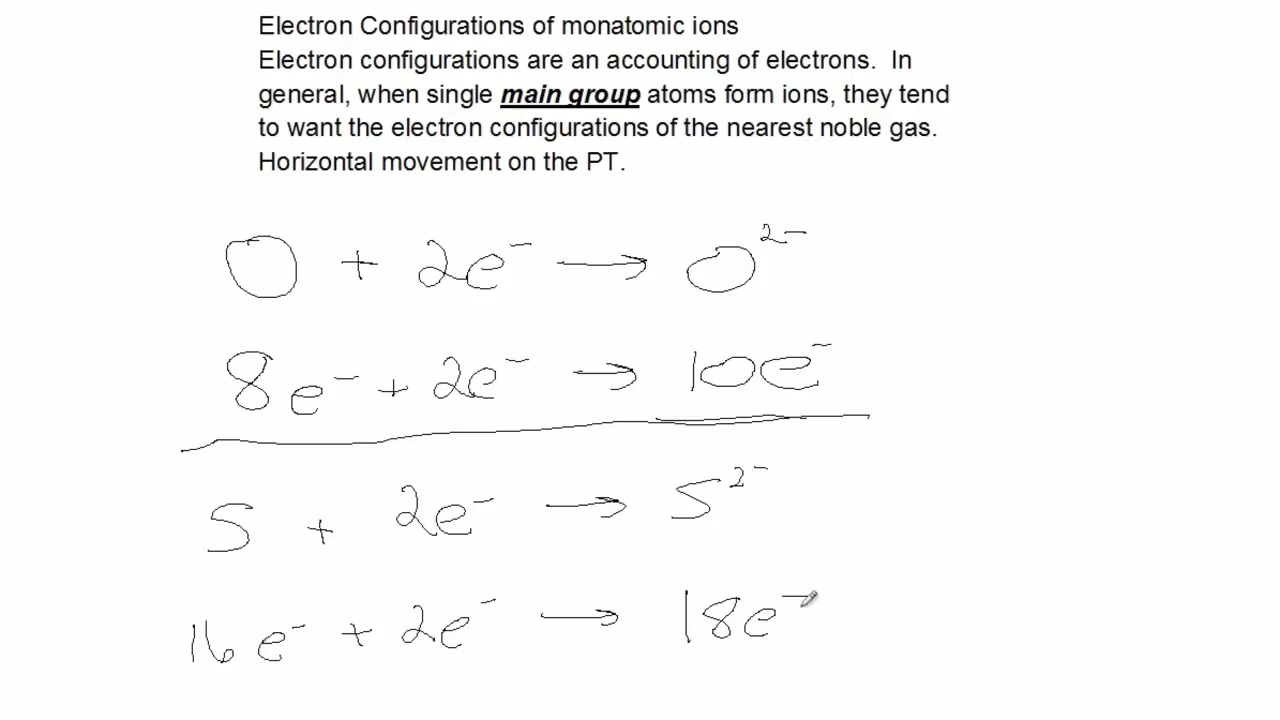 Electron Configurations of monatomic ions
Electron configurations are an accounting of electrons.  In
general, when single main group atoms form ions, they tend
to want the electron configurations of the nearest noble gas.
Horizontal movement on the PT.
O + 2e⁻ → O²⁻
8e⁻ + 2e⁻ → 10e⁻
S + 2e⁻ → S²⁻
16e⁻ + 2e⁻ → 18e⁻